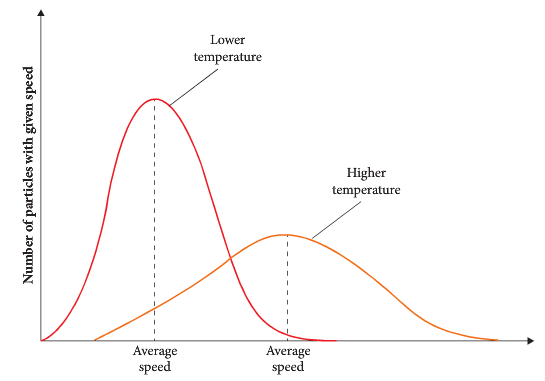 Lower
temperature
Higher
temperature
Number of particles with given speed
Average
speed
Average
speed